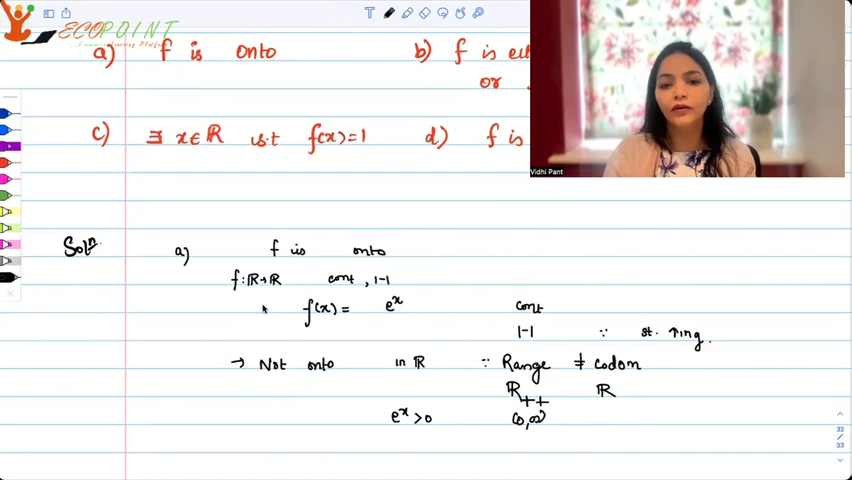 ECOPOINT
a) f is onto b) f is
or
c) ∃ x ∈ ℝ s.t f(x)=1 d) f is
Vidhi Pant
Solⁿ a) f is onto
f: ℝ→ℝ cont, 1-1
f(x) = eˣ cont
1-1 ∵ st. ↑ing.
→ Not onto in ℝ ∵ Range ≠ codom
ℝ₊₊ ℝ
eˣ > 0 (0,∞)
32
/
33